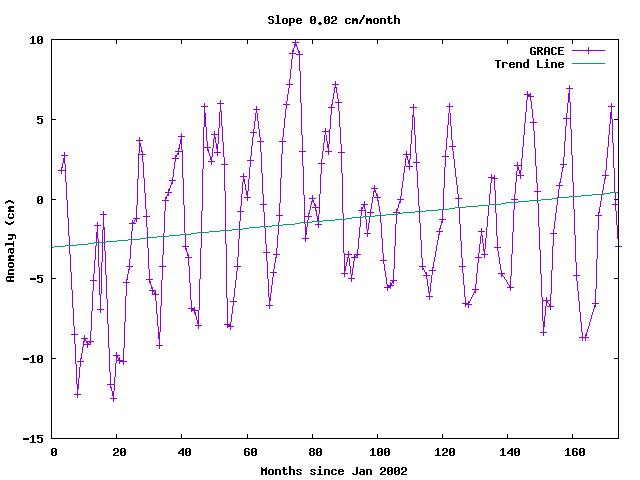 Slope 0.02 cm/month
GRACE
Trend Line
10
5
0
-5
-10
-15
Anomaly (cm)
0 20 40 60 80 100 120 140 160
Months since Jan 2002